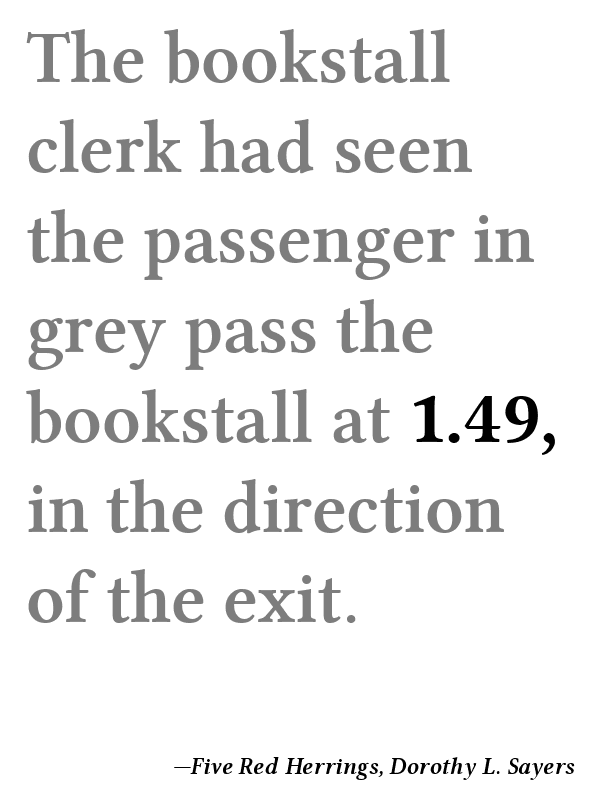 The bookstall
clerk had seen
the passenger in
grey pass the
bookstall at 1.49,
in the direction
of the exit.
—Five Red Herrings, Dorothy L. Sayers